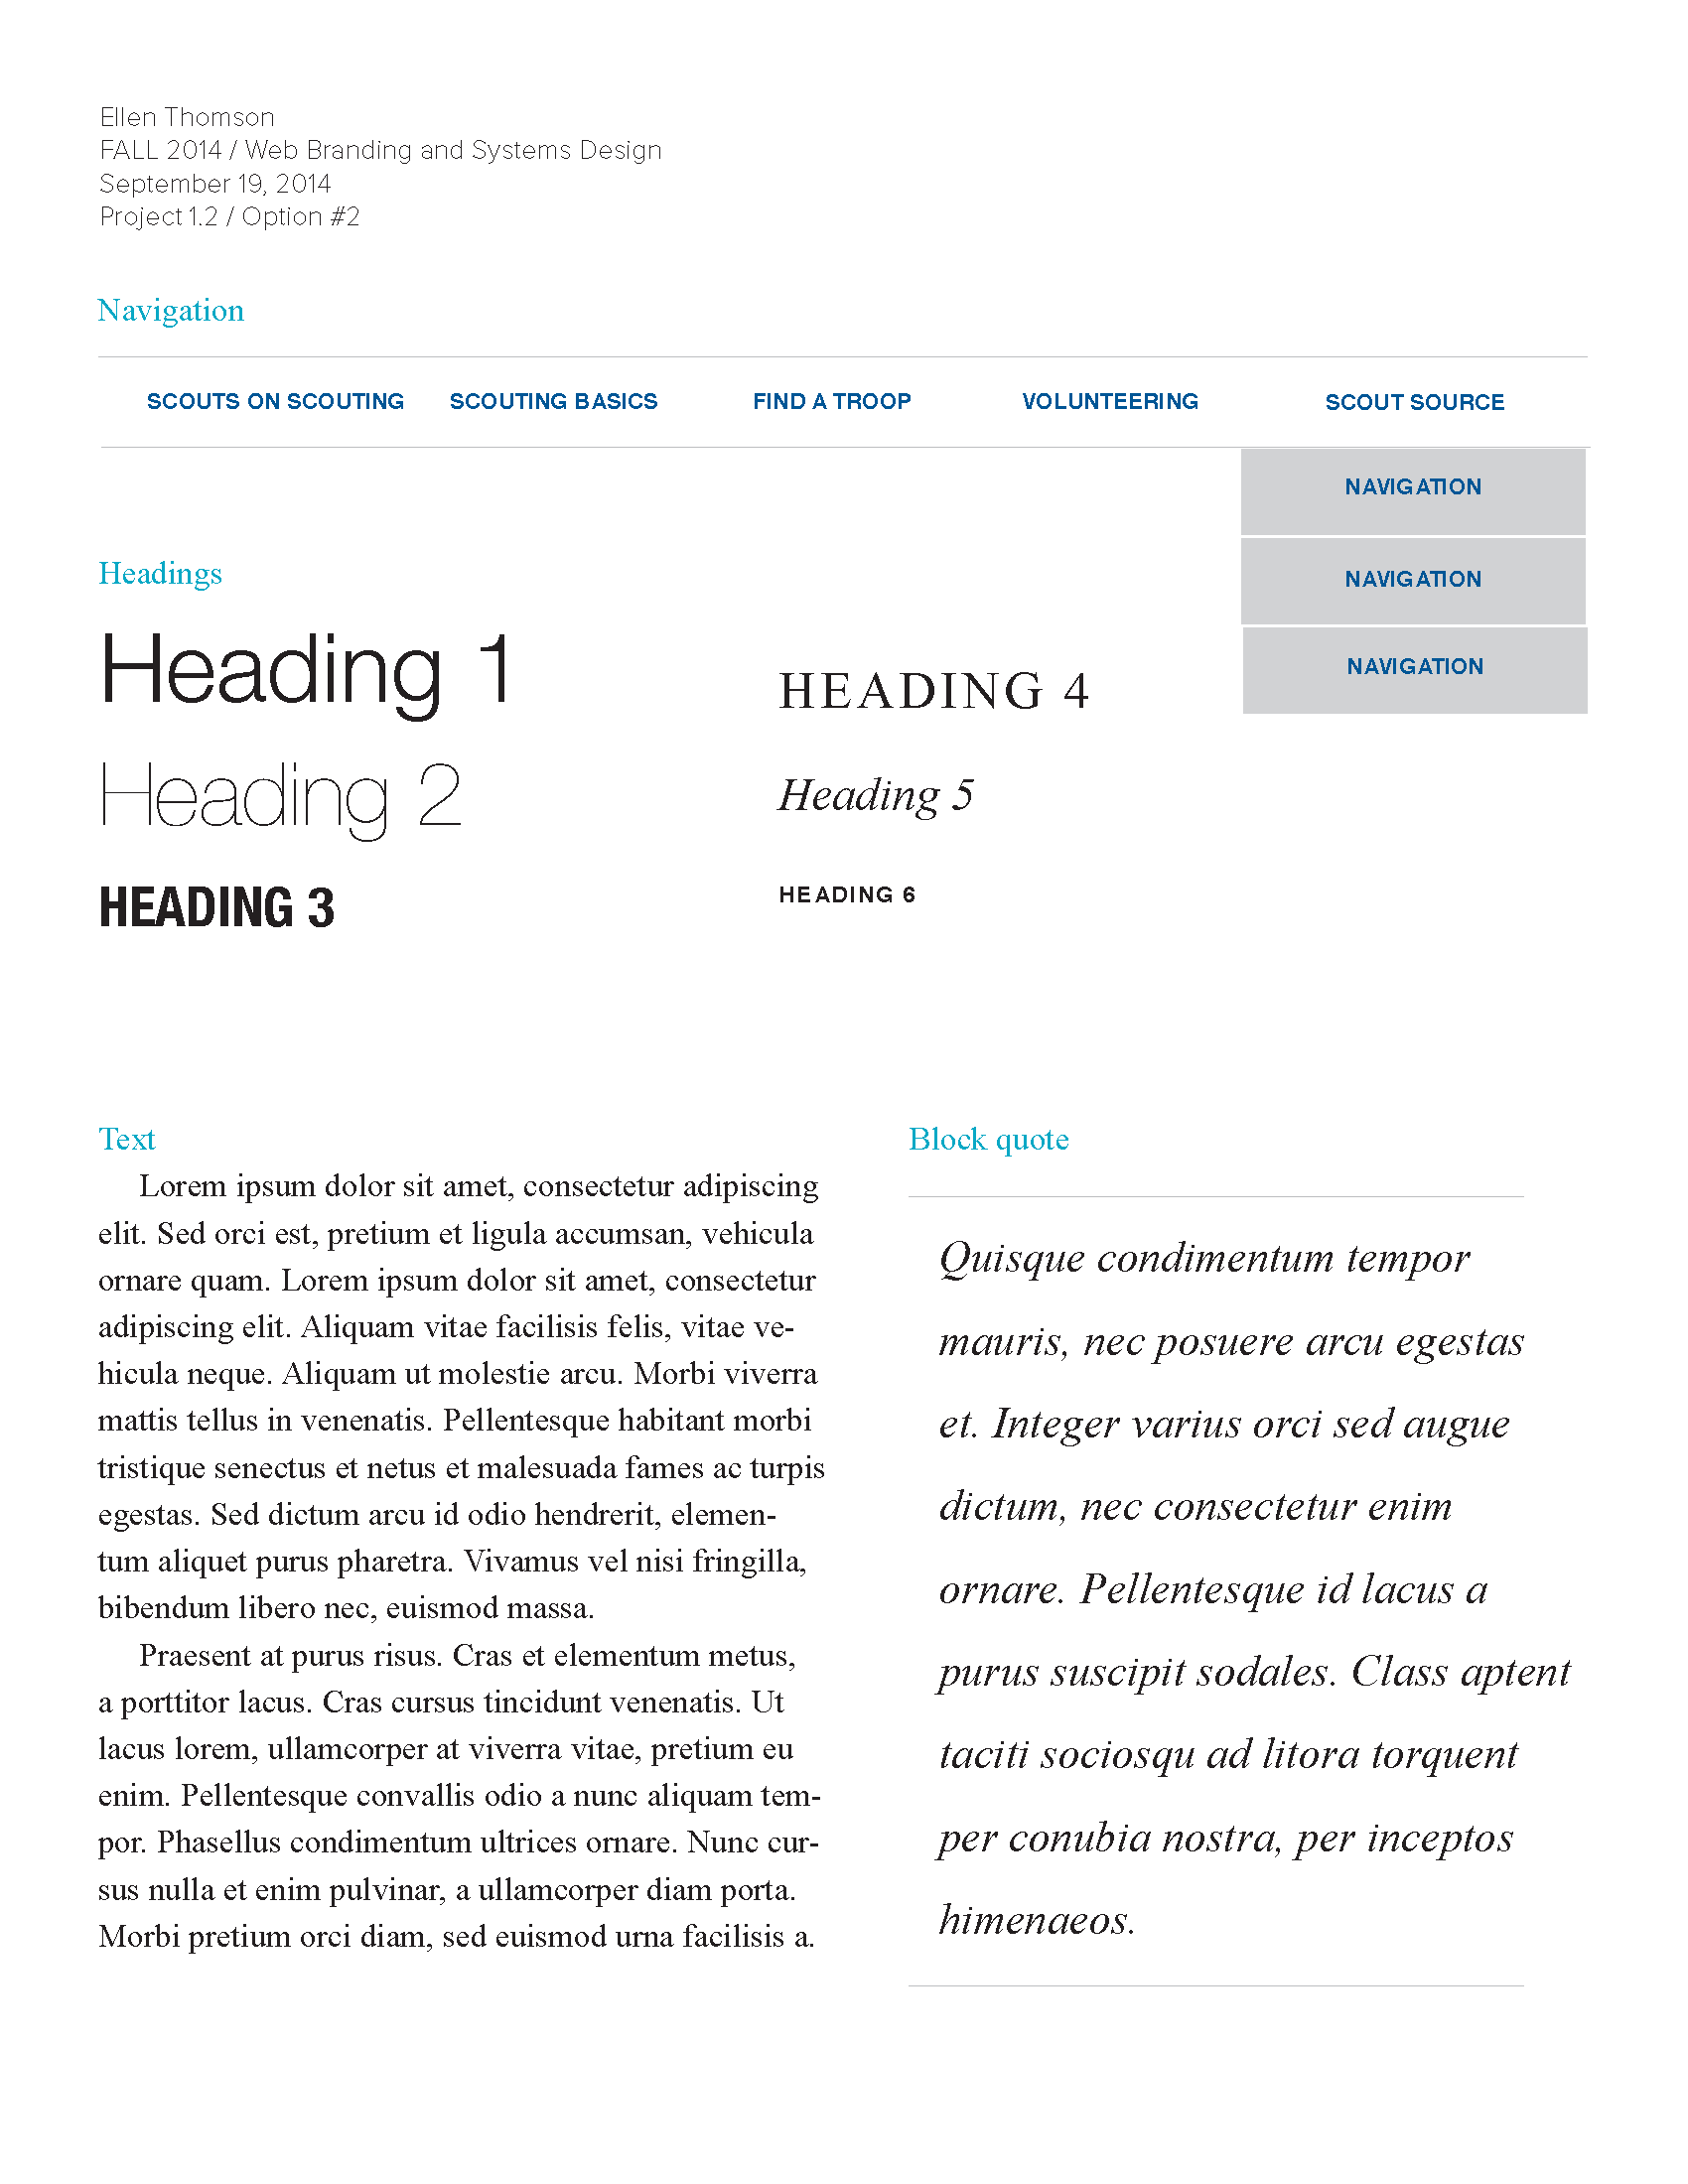 Ellen Thomson
FALL 2014 / Web Branding and Systems Design
September 19, 2014
Project 1.2 / Option #2
Navigation
SCOUTS ON SCOUTING SCOUTING BASICS FIND A TROOP VOLUNTEERING SCOUT SOURCE
NAVIGATION
NAVIGATION
NAVIGATION
Headings
Heading 1
Heading 2
HEADING 3
HEADING 4
Heading 5
HEADING 6
Text
Lorem ipsum dolor sit amet, consectetur adipiscing
elit. Sed orci est, pretium et ligula accumsan, vehicula
ornare quam. Lorem ipsum dolor sit amet, consectetur
adipiscing elit. Aliquam vitae facilisis felis, vitae ve-
hicula neque. Aliquam ut molestie arcu. Morbi viverra
mattis tellus in venenatis. Pellentesque habitant morbi
tristique senectus et netus et malesuada fames ac turpis
egestas. Sed dictum arcu id odio hendrerit, elemen-
tum aliquet purus pharetra. Vivamus vel nisi fringilla,
bibendum libero nec, euismod massa.
Praesent at purus risus. Cras et elementum metus,
a porttitor lacus. Cras cursus tincidunt venenatis. Ut
lacus lorem, ullamcorper at viverra vitae, pretium eu
enim. Pellentesque convallis odio a nunc aliquam tem-
por. Phasellus condimentum ultrices ornare. Nunc cur-
sus nulla et enim pulvinar, a ullamcorper diam porta.
Morbi pretium orci diam, sed euismod urna facilisis a.
Block quote
Quisque condimentum tempor
mauris, nec posuere arcu egestas
et. Integer varius orci sed augue
dictum, nec consectetur enim
ornare. Pellentesque id lacus a
purus suscipit sodales. Class aptent
taciti sociosqu ad litora torquent
per conubia nostra, per inceptos
himenaeos.